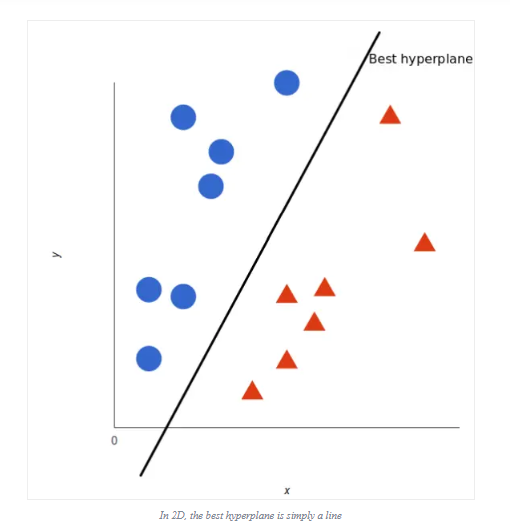 Best hyperplane
y
0
x
In 2D, the best hyperplane is simply a line